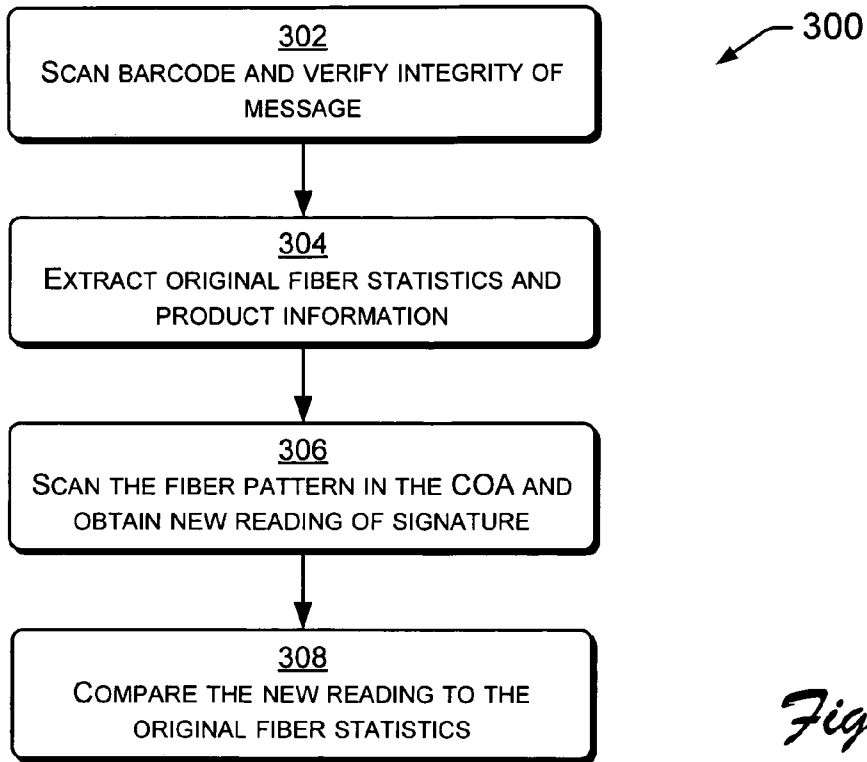 300
302
SCAN BARCODE AND VERIFY INTEGRITY OF
MESSAGE
304
EXTRACT ORIGINAL FIBER STATISTICS AND
PRODUCT INFORMATION
306
SCAN THE FIBER PATTERN IN THE COA AND
OBTAIN NEW READING OF SIGNATURE
308
COMPARE THE NEW READING TO THE
ORIGINAL FIBER STATISTICS
Fig